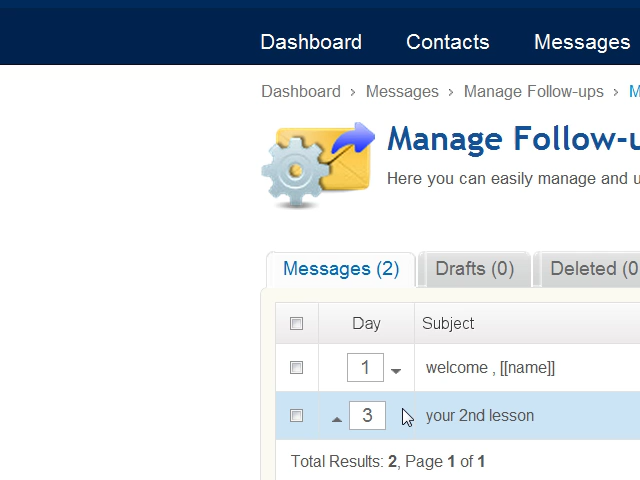 Dashboard Contacts Messages
Dashboard › Messages › Manage Follow-ups › M
Manage Follow-u
Here you can easily manage and u
Messages (2) Drafts (0) Deleted (0
Day Subject
1 welcome , [[name]]
3 your 2nd lesson
Total Results: 2, Page 1 of 1